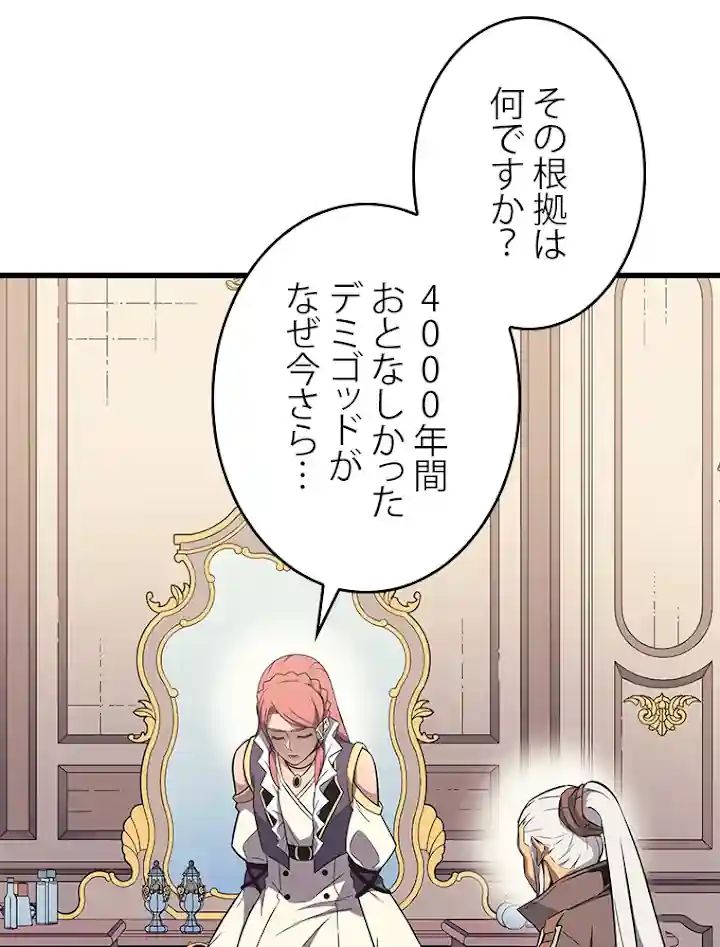 その根拠は
何ですか？
4000年間
おとなしかった
デミゴッドが
なぜ今さら…